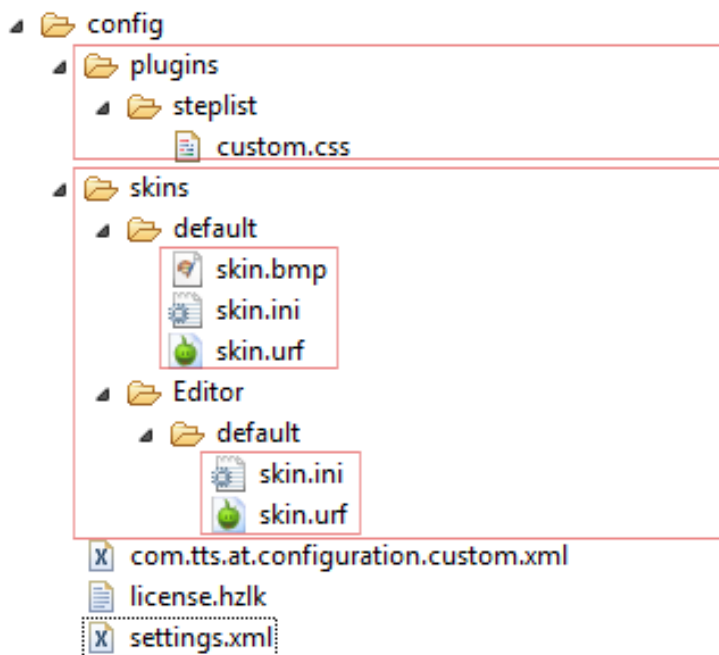 config
plugins
steplist
custom.css
skins
default
skin.bmp
skin.ini
skin.urf
Editor
default
skin.ini
skin.urf
com.tts.at.configuration.custom.xml
license.hzlk
settings.xml